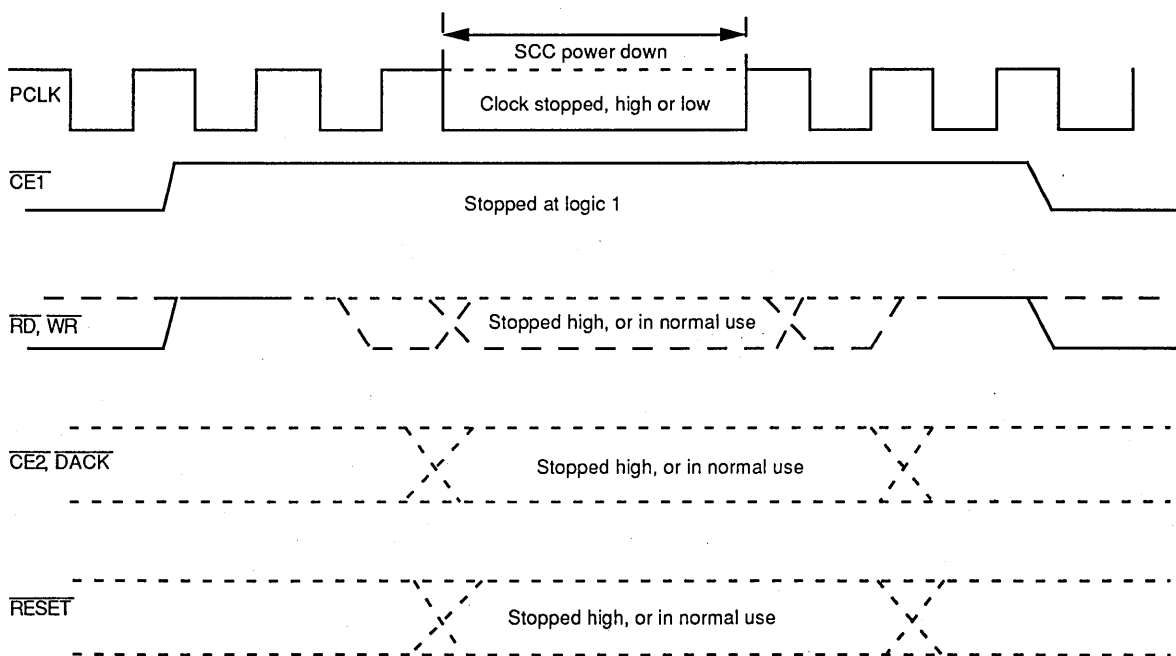 SCC power down
PCLK
Clock stopped, high or low
CE1
Stopped at logic 1
RD, WR
Stopped high, or in normal use
CE2, DACK
Stopped high, or in normal use
RESET
Stopped high, or in normal use